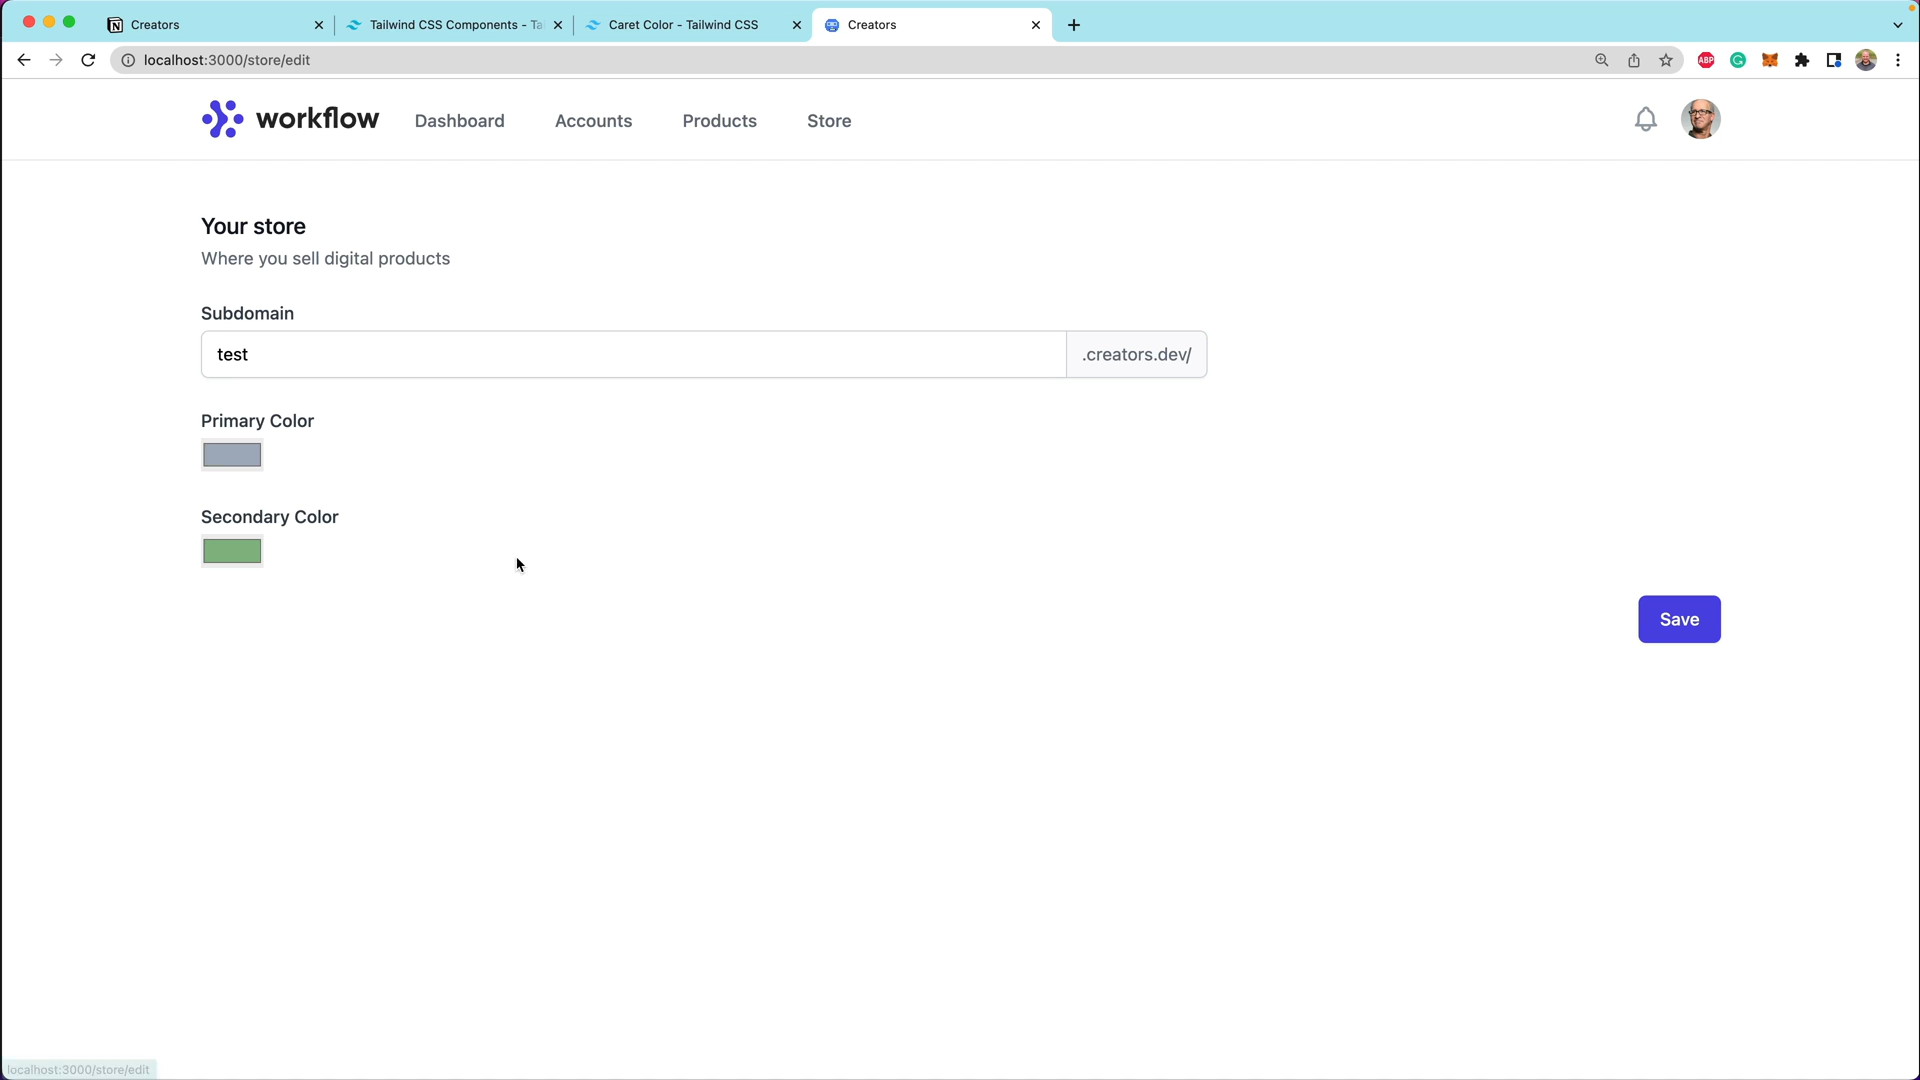 Creators
Tailwind CSS Components - Ta
Caret Color - Tailwind CSS
Creators
localhost:3000/store/edit
ABP
workflow
Dashboard
Accounts
Products
Store
Your store
Where you sell digital products
Subdomain
test
.creators.dev/
Primary Color
Secondary Color
Save
localhost:3000/store/edit